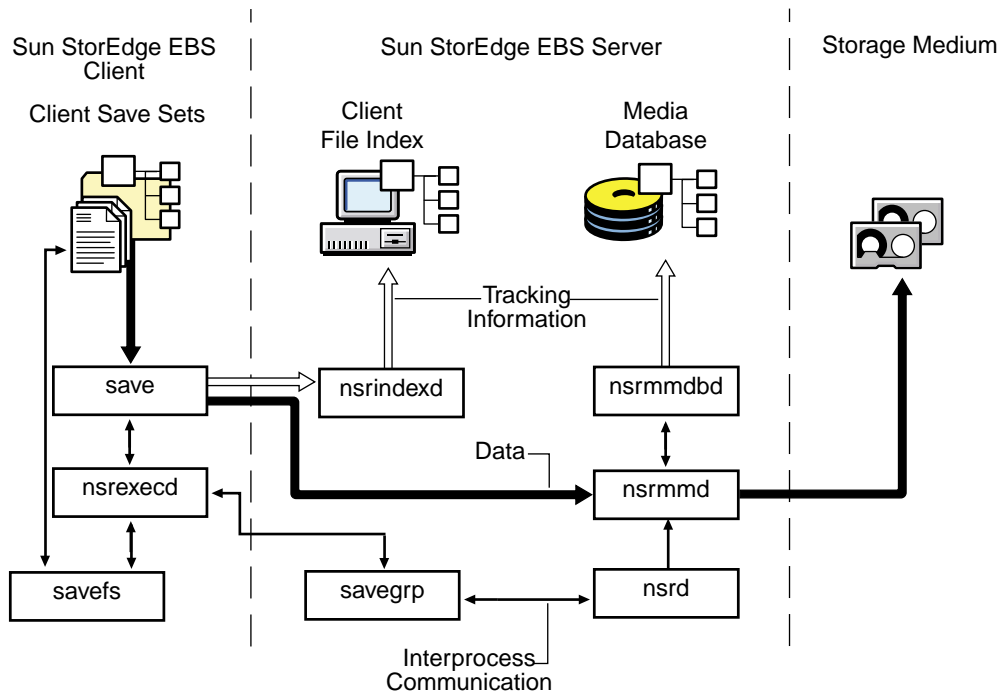 Sun StorEdge EBS
Client
Sun StorEdge EBS Server
Storage Medium
Client Save Sets
Client
File Index
Media
Database
Tracking
Information
save
nsrindexd
nsrmmdbd
Data
nsrexecd
nsrmmd
savefs
savegrp
nsrd
Interprocess
Communication